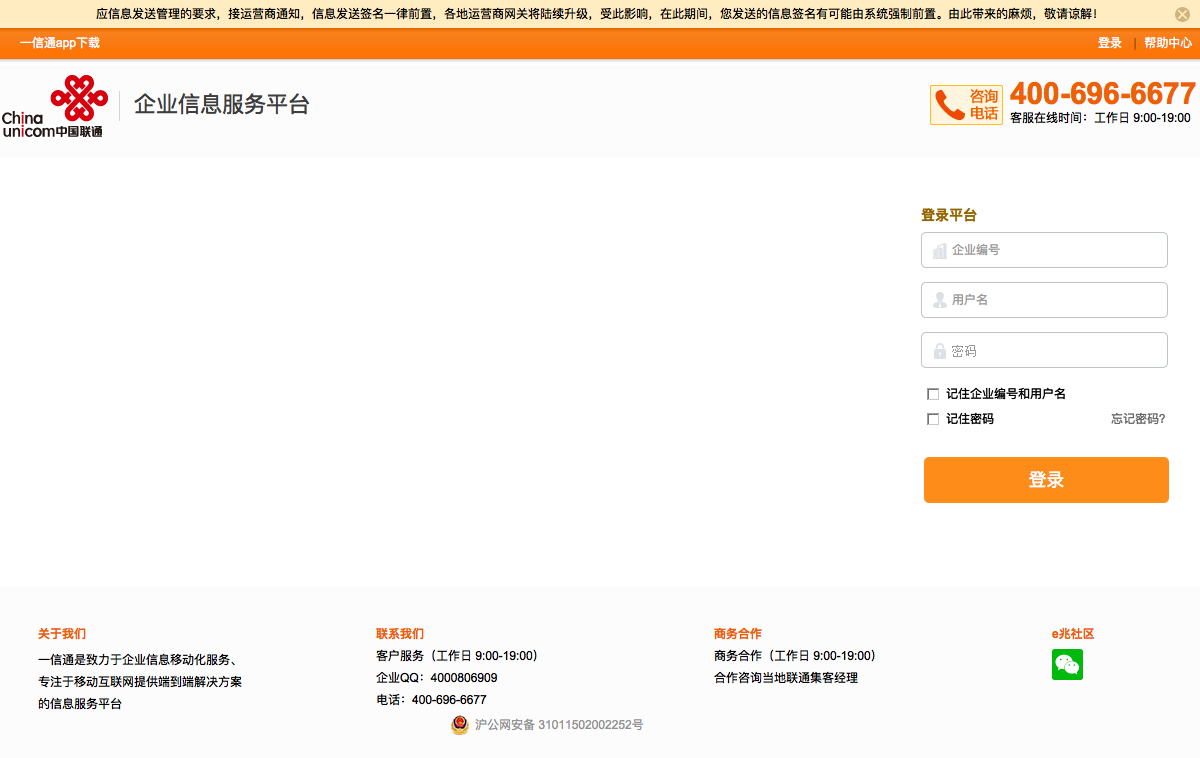 应信息发送管理的要求，接运营商通知，信息发送签名一律前置，各地运营商网关将陆续升级，受此影响，在此期间，您发送的信息签名有可能由系统强制前置。由此带来的麻烦，敬请谅解！
一信通app下载
登录 | 帮助中心
China unicom中国联通
企业信息服务平台
咨询电话
400-696-6677
客服在线时间：工作日 9:00-19:00
登录平台
企业编号
用户名
密码
记住企业编号和用户名
记住密码
忘记密码?
登录
关于我们
一信通是致力于企业信息移动化服务、
专注于移动互联网提供端到端解决方案
的信息服务平台
联系我们
客户服务（工作日 9:00-19:00）
企业QQ：4000806909
电话：400-696-6677
商务合作
商务合作（工作日 9:00-19:00）
合作咨询当地联通集客经理
e兆社区
沪公网安备 31011502002252号